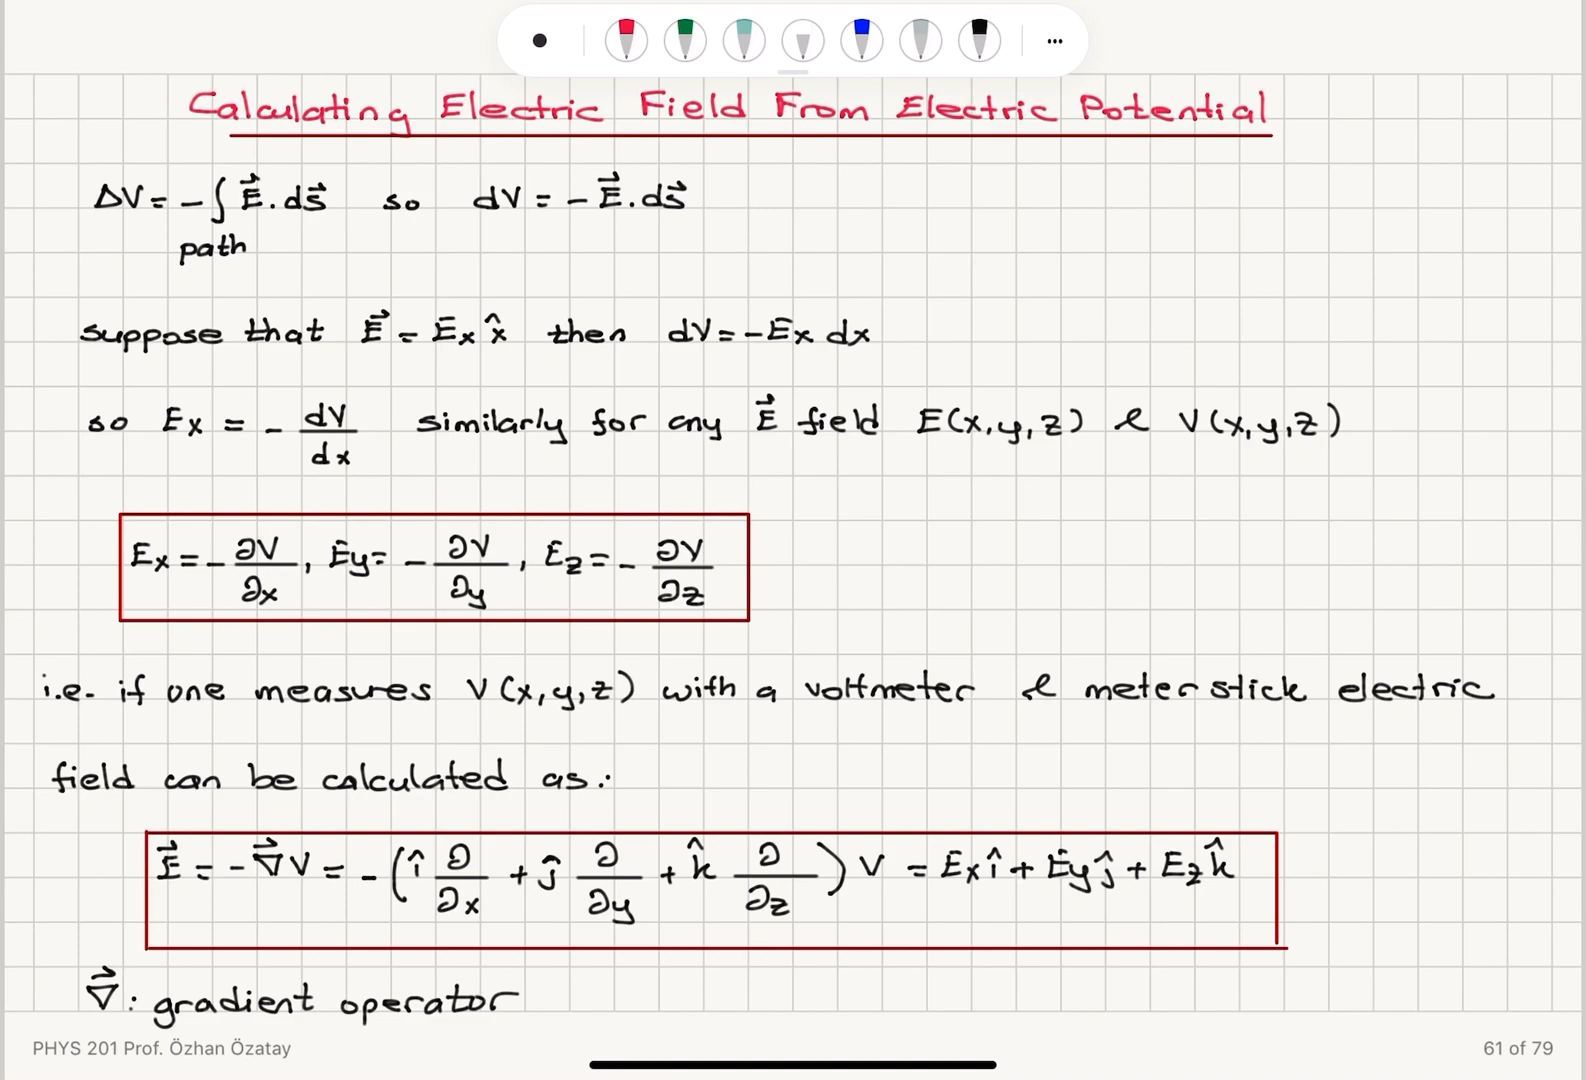 Calculating Electric Field From Electric Potential
ΔV = - ∫ E⃗ . ds⃗ so dV = - E⃗ . ds⃗
path
suppose that E⃗ = Ex x̂ then dV = -Ex dx
so Ex = - dV/dx similarly for any E⃗ field E(x,y,z) & V(x,y,z)
Ex = - ∂V/∂x , Ey = - ∂V/∂y , Ez = - ∂V/∂z
i.e. if one measures V(x,y,z) with a voltmeter & meter stick electric
field can be calculated as:
E⃗ = - ∇⃗V = - (î ∂/∂x + ĵ ∂/∂y + k̂ ∂/∂z) V = Ex î + Ey ĵ + Ez k̂
∇⃗ : gradient operator
PHYS 201 Prof. Özhan Özatay
61 of 79